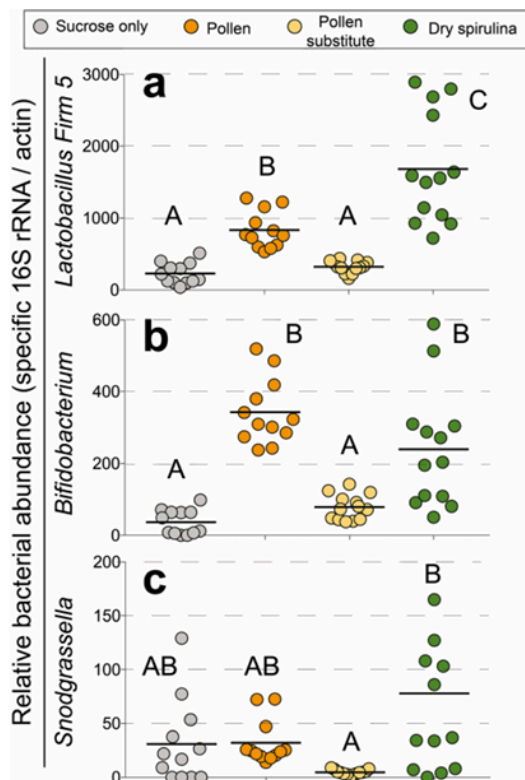 Sucrose only
Pollen
Pollen
substitute
Dry spirulina
Relative bacterial abundance (specific 16S rRNA / actin)
Lactobacillus Firm 5
3000
2000
1000
0
a
A
B
A
C
Bifidobacterium
600
400
200
0
b
A
B
A
B
Snodgrassella
200
150
100
50
0
c
AB
AB
A
B